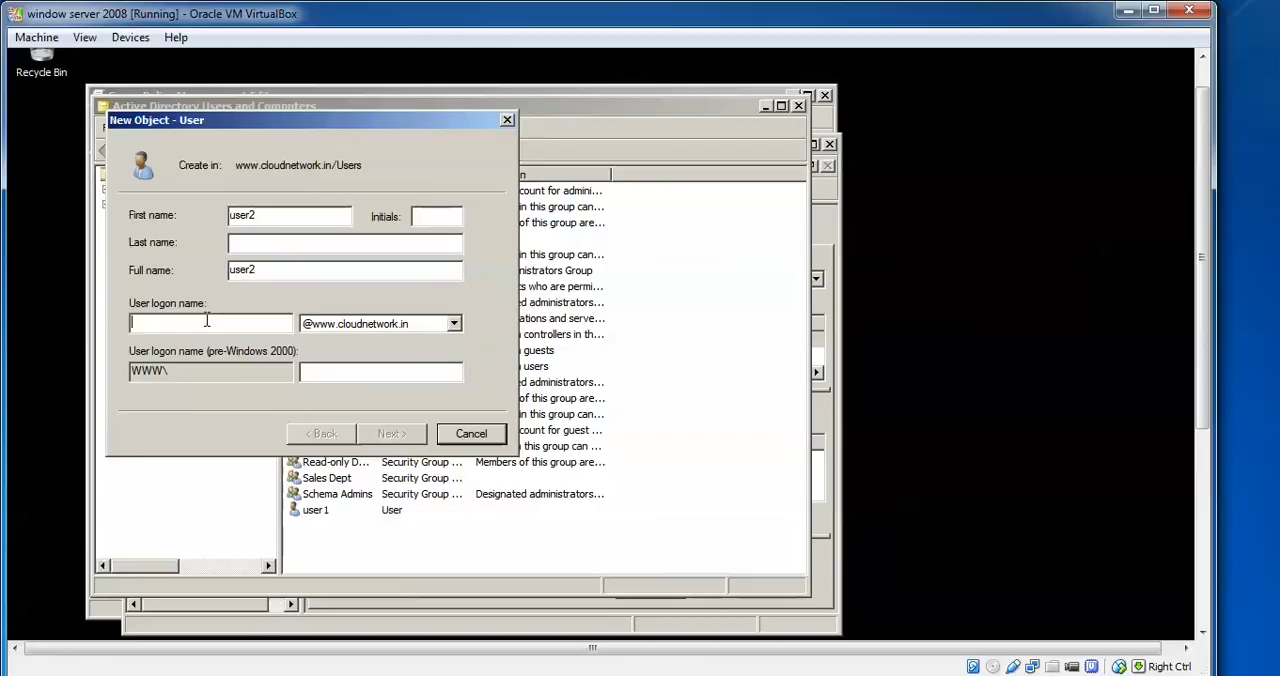 window server 2008 [Running] - Oracle VM VirtualBox
Machine View Devices Help
Recycle Bin
Active Directory Users and Computers
New Object - User
Create in: www.cloudnetwork.in/Users
First name: user2 Initials:
Last name:
Full name: user2
User logon name:
@www.cloudnetwork.in
User logon name (pre-Windows 2000):
WWW\
< Back Next > Cancel
count for admini...
in this group can...
of this group are...
in this group can...
nistrators Group
ts who are permi...
ed administrators...
ations and serve...
controllers in th...
guests
users
ed administrators...
of this group are...
in this group can...
count for guest ...
this group can ...
Read-only D... Security Group ... Members of this group are...
Sales Dept Security Group ...
Schema Admins Security Group ... Designated administrators...
user1 User
Right Ctrl